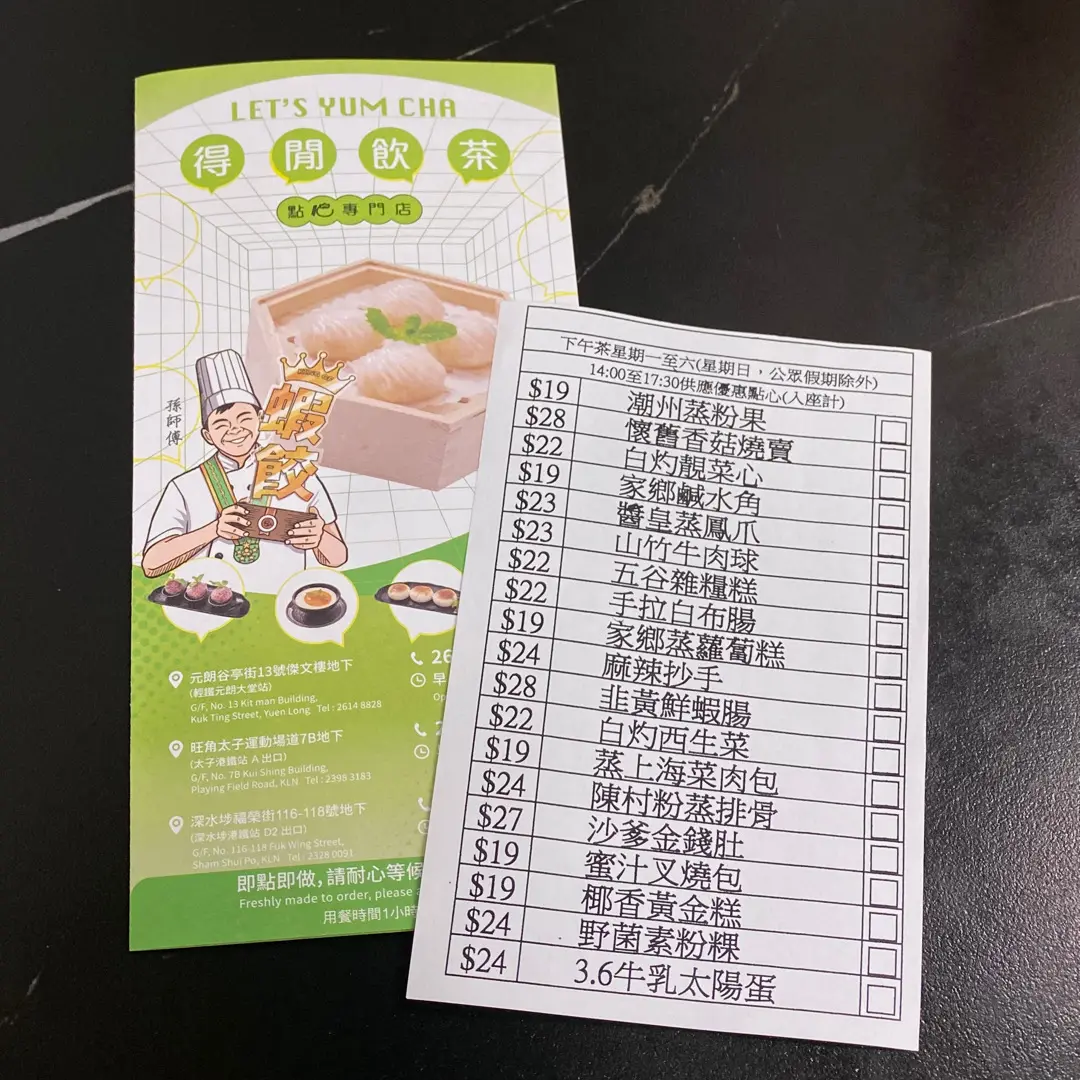 LET'S YUM CHA
得閒飲茶
點心專門店
孫師傅
蝦餃
元朗谷亭街13號傑文樓地下
(輕鐵元朗大堂站)
G/F, No. 13 Kit man Building,
Kuk Ting Street, Yuen Long Tel : 2614 8828
26
早
Op
旺角太子運動場道7B地下
(太子港鐵站 A 出口)
G/F, No. 7B Kui Shing Building,
Playing Field Road, KLN Tel : 2398 3183
深水埗福榮街116-118號地下
(深水埗港鐵站 D2 出口)
G/F, No. 116-118 Fuk Wing Street,
Sham Shui Po, KLN Tel : 2328 0091
即點即做，請耐心等候
Freshly made to order, please
用餐時間1小時
下午茶星期一至六(星期日，公眾假期除外)
14:00至17:30供應優惠點心(入座計)
$19 潮州蒸粉果
$28 懷舊香菇燒賣
$22 白灼靚菜心
$19 家鄉鹹水角
$23 醬皇蒸鳳爪
$23 山竹牛肉球
$22 五谷雜糧糕
$22 手拉白布腸
$19 家鄉蒸蘿蔔糕
$24 麻辣抄手
$28 韭黃鮮蝦腸
$22 白灼西生菜
$19 蒸上海菜肉包
$24 陳村粉蒸排骨
$27 沙爹金錢肚
$19 蜜汁叉燒包
$19 椰香黃金糕
$24 野菌素粉粿
$24 3.6牛乳太陽蛋